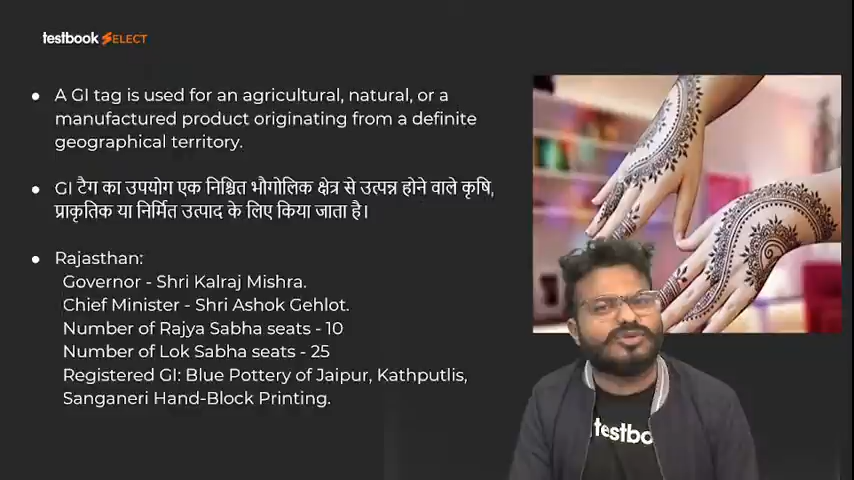 testbook SELECT
● A GI tag is used for an agricultural, natural, or a
manufactured product originating from a definite
geographical territory.
● GI टैग का उपयोग एक निश्चित भौगोलिक क्षेत्र से उत्पन्न होने वाले कृषि,
प्राकृतिक या निर्मित उत्पाद के लिए किया जाता है।
● Rajasthan:
Governor - Shri Kalraj Mishra.
Chief Minister - Shri Ashok Gehlot.
Number of Rajya Sabha seats - 10
Number of Lok Sabha seats - 25
Registered GI: Blue Pottery of Jaipur, Kathputlis,
Sanganeri Hand-Block Printing.
testbo